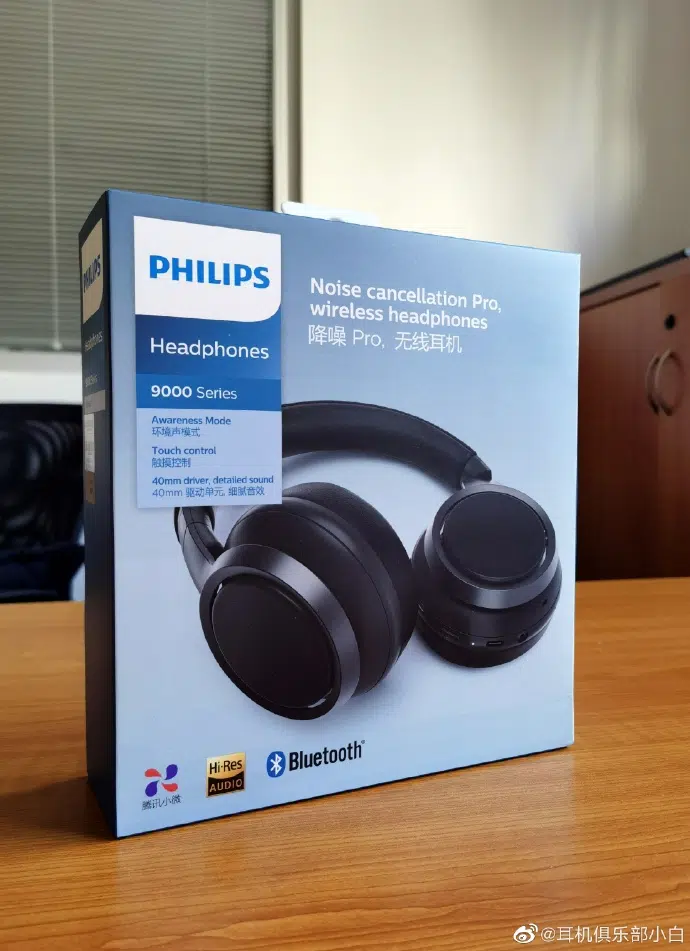 PHILIPS
Headphones
9000 Series
Awareness Mode
环境声模式
Touch control
触摸控制
40mm driver, detailed sound
40mm 驱动单元, 细腻音效
Noise cancellation Pro,
wireless headphones
降噪 Pro, 无线耳机
腾讯小微
Hi-Res
AUDIO
Bluetooth®
PHILIPS
Headphones
@耳机俱乐部小白